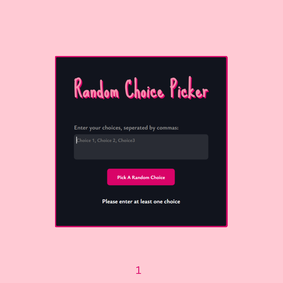 Random Choice Picker
Enter your choices, seperated by commas:
Choice 1, Choice 2, Choice3
Pick A Random Choice
Please enter at least one choice
1